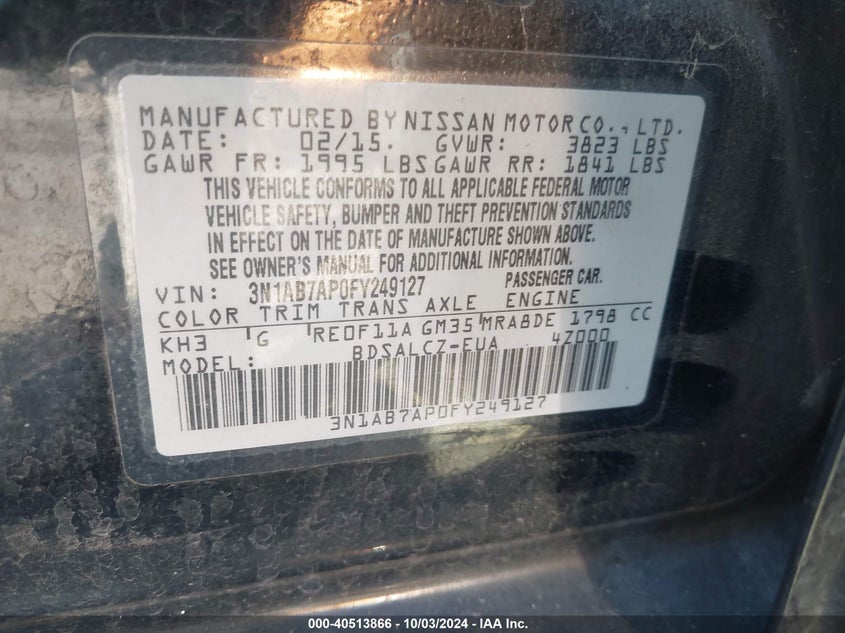 MANUFACTURED BY NISSAN MOTOR CO., LTD.
DATE: 02/15. GVWR: 3823 LBS
GAWR FR: 1995 LBS GAWR RR: 1841 LBS
THIS VEHICLE CONFORMS TO ALL APPLICABLE FEDERAL MOTOR
VEHICLE SAFETY, BUMPER AND THEFT PREVENTION STANDARDS
IN EFFECT ON THE DATE OF MANUFACTURE SHOWN ABOVE.
SEE OWNER'S MANUAL FOR ADDITIONAL INFORMATION.
VIN: 3N1AB7AP0FY249127 PASSENGER CAR.
COLOR TRIM TRANS AXLE ENGINE
KH3 G RE0F11A GM35 MRA8DE 1798 CC
MODEL: BDSALCZ-EUA 4Z000
3N1AB7AP0FY249127
000-40513866 - 10/03/2024 - IAA Inc.